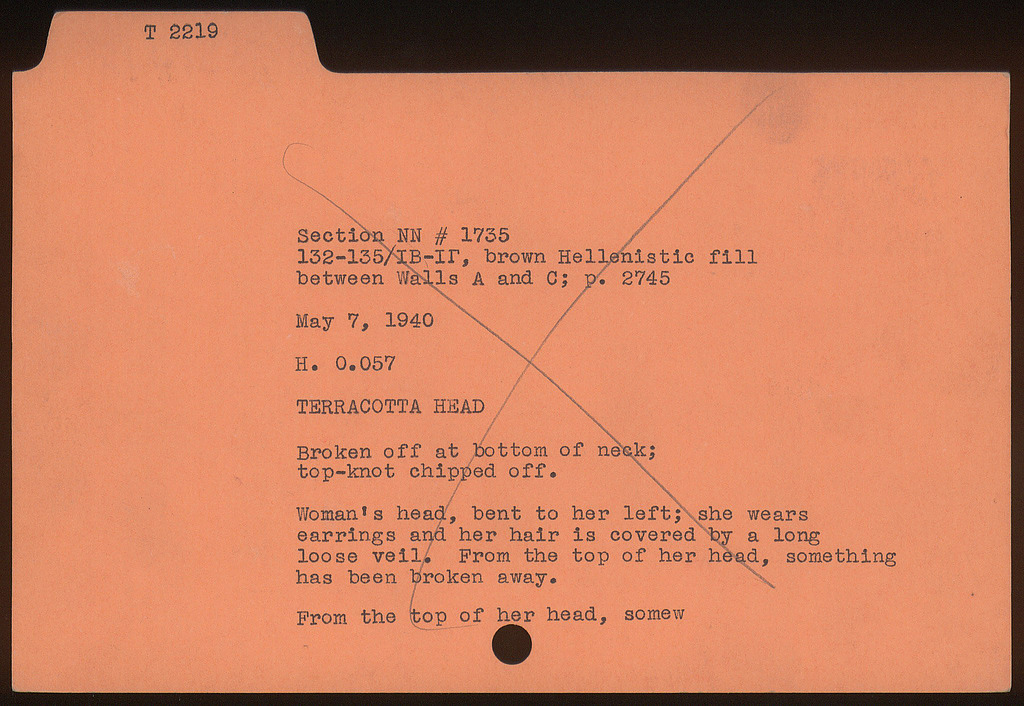 T 2219
Section NN # 1735
132-135/ΙΒ-ΙΓ, brown Hellenistic fill
between Walls A and C; p. 2745
May 7, 1940
H. 0.057
TERRACOTTA HEAD
Broken off at bottom of neck;
top-knot chipped off.
Woman's head, bent to her left; she wears
earrings and her hair is covered by a long
loose veil. From the top of her head, something
has been broken away.
From the top of her head, somew